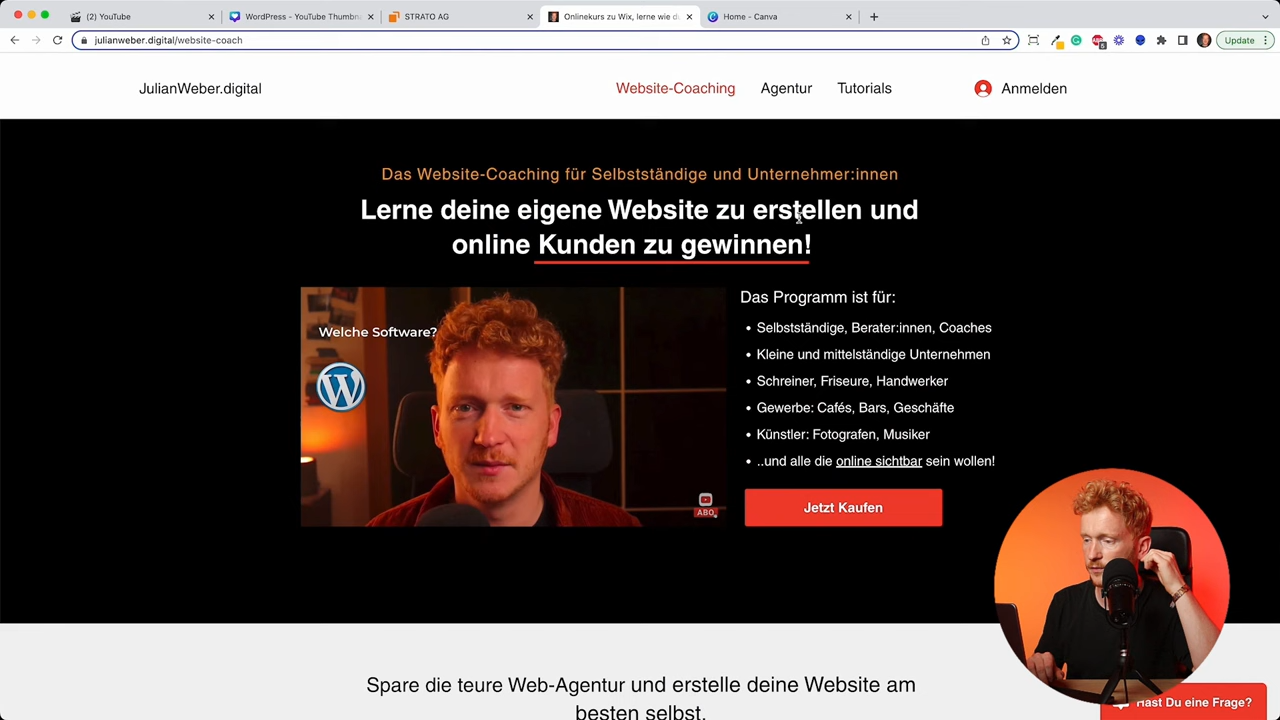 (2) YouTube
WordPress - YouTube Thumbn
STRATO AG
Onlinekurs zu Wix, lerne wie du
Home - Canva
julianweber.digital/website-coach
Update
JulianWeber.digital
Website-Coaching
Agentur
Tutorials
Anmelden
Das Website-Coaching für Selbstständige und Unternehmer:innen
Lerne deine eigene Website zu erstellen und
online Kunden zu gewinnen!
Welche Software?
ABO
Das Programm ist für:
• Selbstständige, Berater:innen, Coaches
• Kleine und mittelständige Unternehmen
• Schreiner, Friseure, Handwerker
• Gewerbe: Cafés, Bars, Geschäfte
• Künstler: Fotografen, Musiker
• ..und alle die online sichtbar sein wollen!
Jetzt Kaufen
Spare die teure Web-Agentur und erstelle deine Website am
besten selbst.
Hast Du eine Frage?